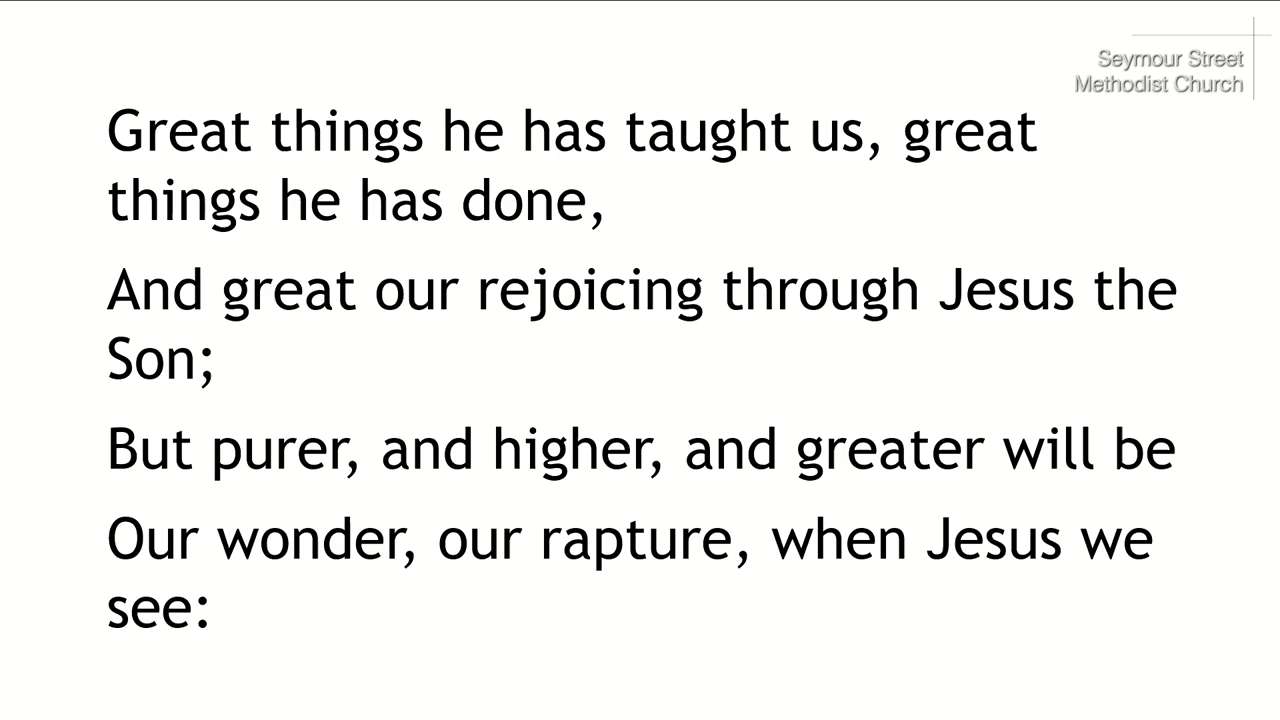 Seymour Street
Methodist Church
Great things he has taught us, great
things he has done,
And great our rejoicing through Jesus the
Son;
But purer, and higher, and greater will be
Our wonder, our rapture, when Jesus we
see: